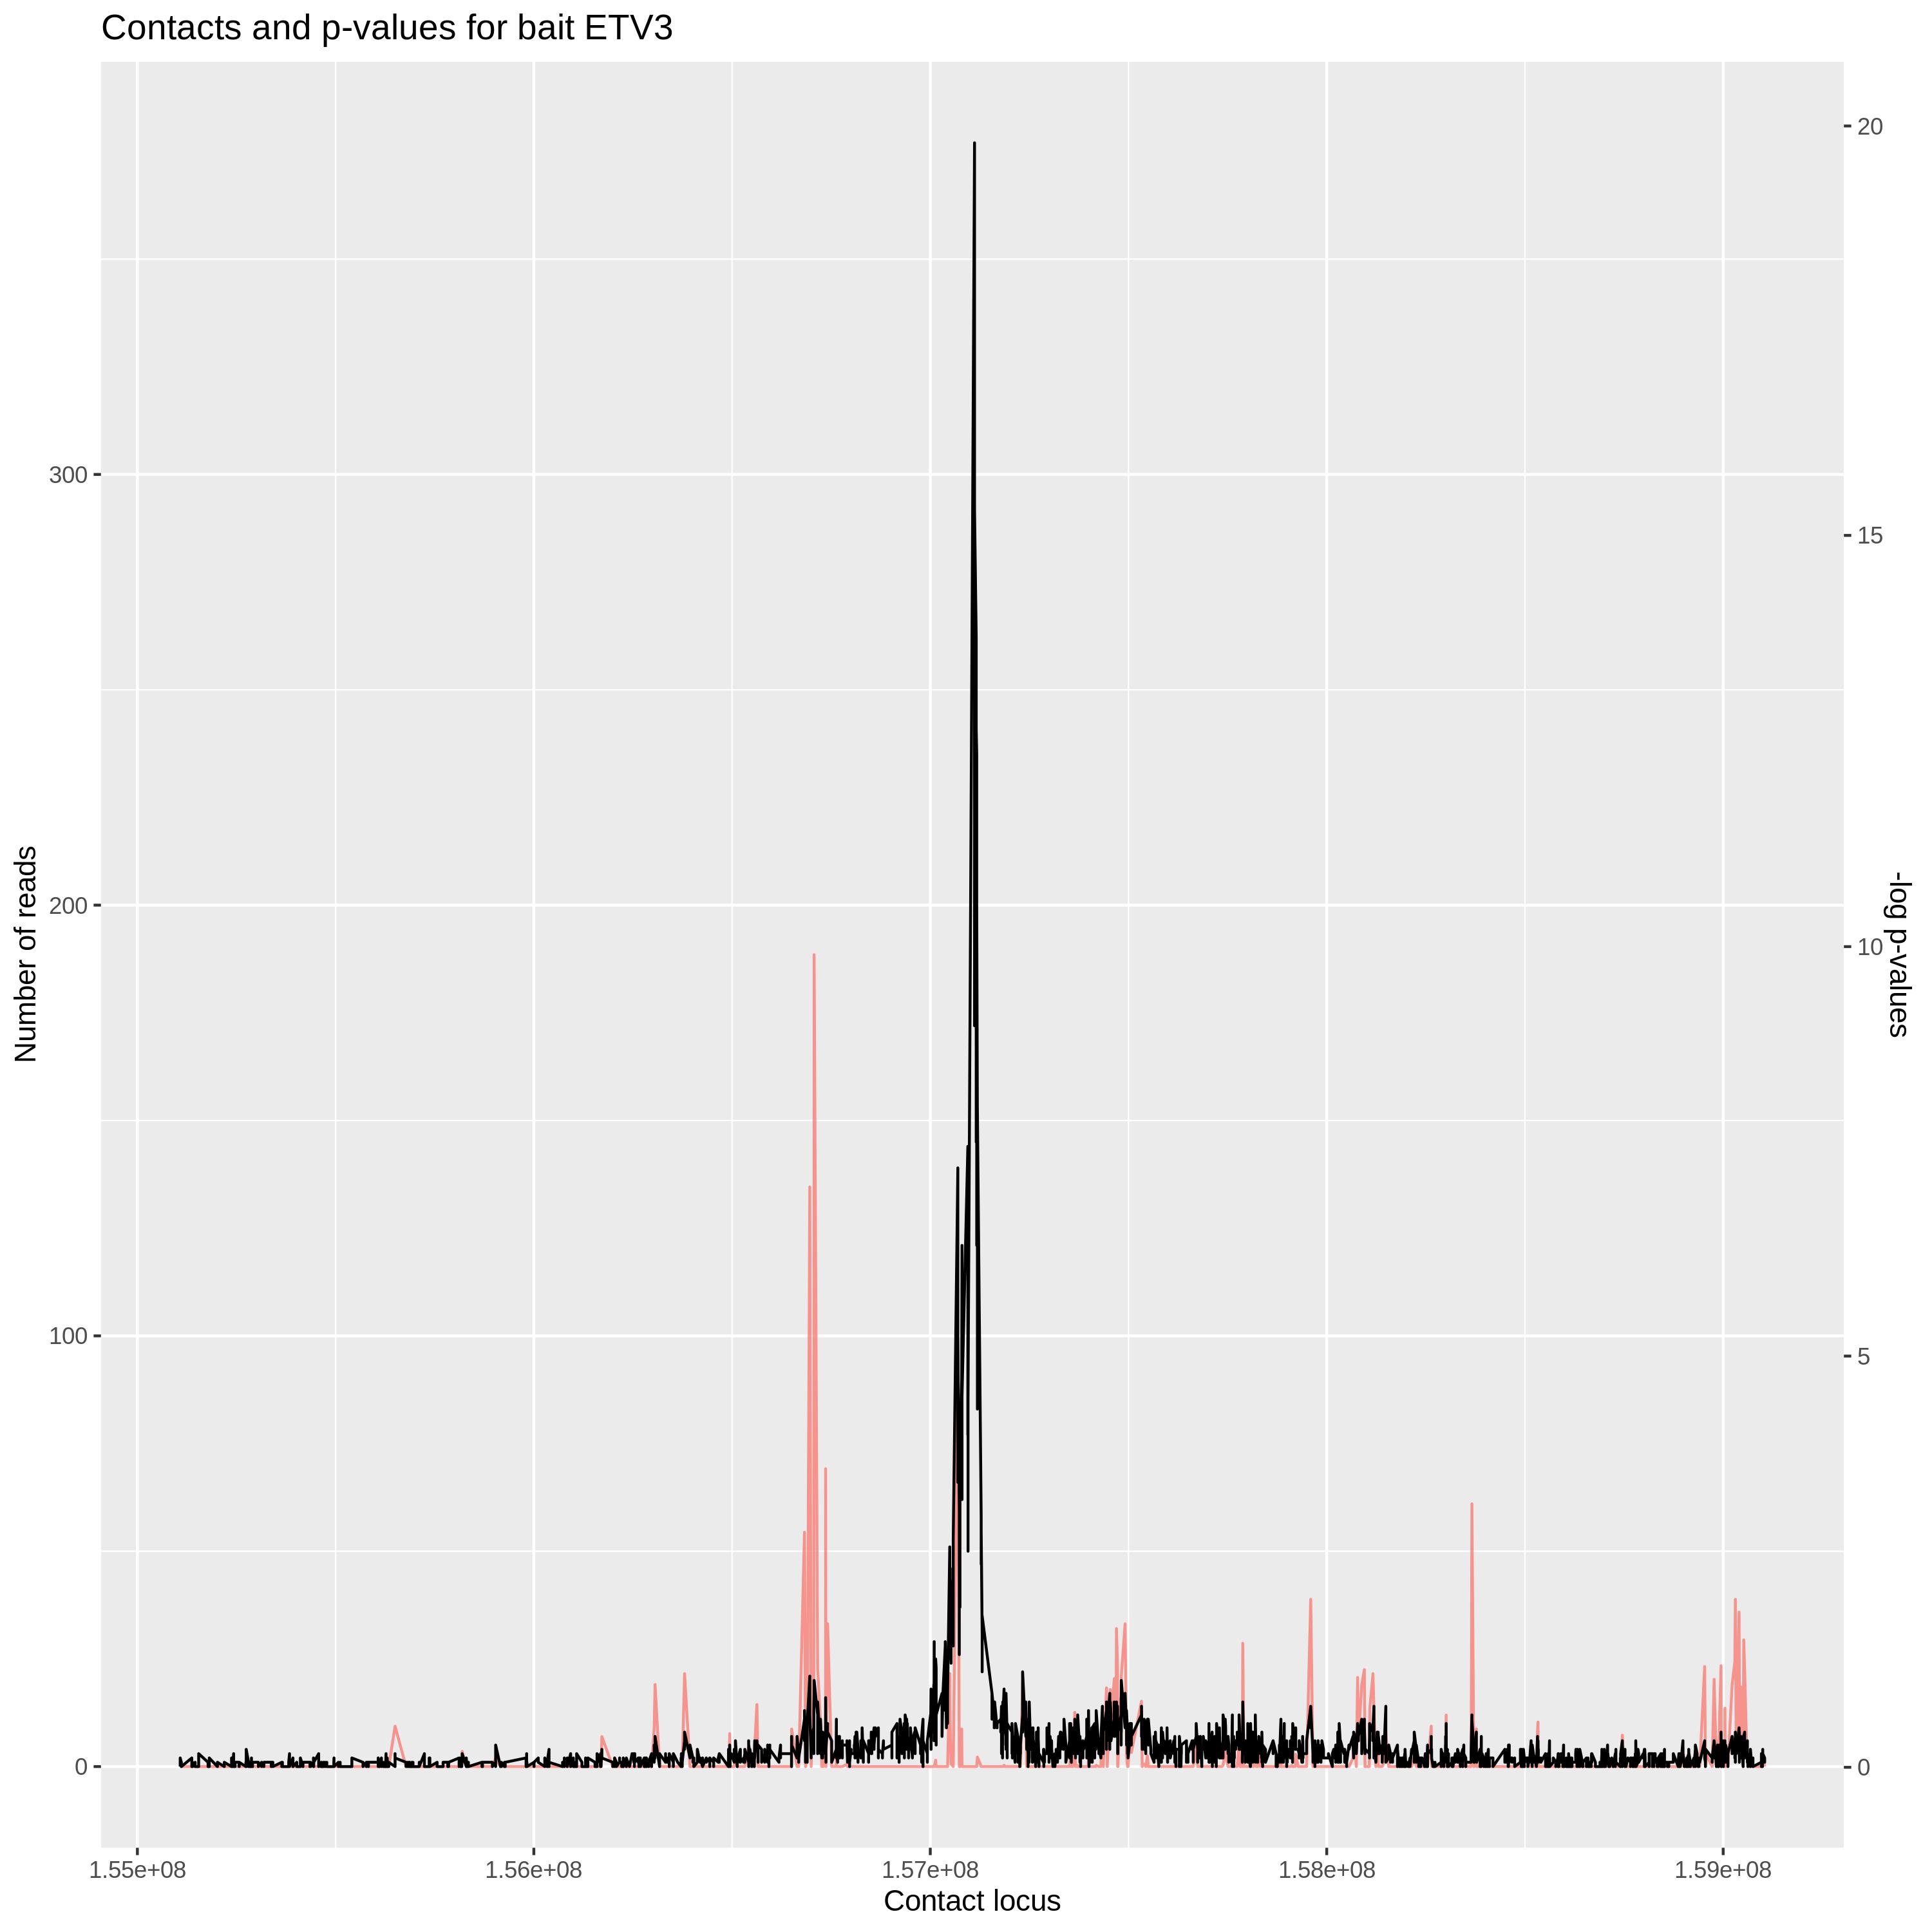 Contacts and p-values for bait ETV3
Number of reads
300
200
100
0
20
15
10
5
0
-log p-values
1.55e+08
1.56e+08
1.57e+08
1.58e+08
1.59e+08
Contact locus